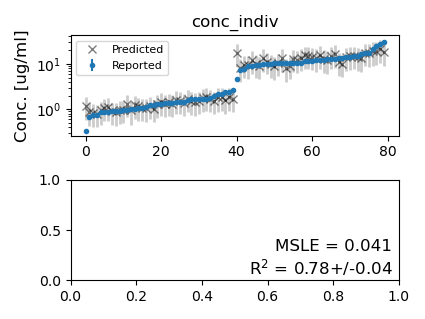 conc_indiv
Conc. [ug/ml]
10¹
10⁰
Predicted
Reported
0 20 40 60 80
1.0
0.5
0.0
MSLE = 0.041
R² = 0.78+/-0.04
0.0 0.2 0.4 0.6 0.8 1.0